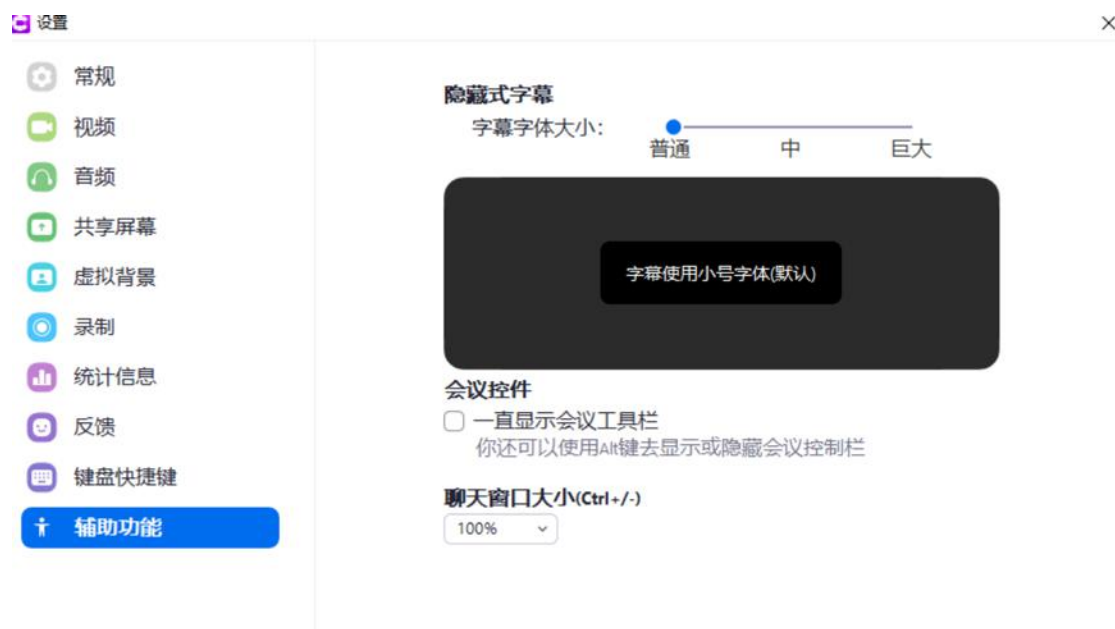 设置
常规
视频
音频
共享屏幕
虚拟背景
录制
统计信息
反馈
键盘快捷键
辅助功能
隐藏式字幕
字幕字体大小:
普通 中 巨大
字幕使用小号字体(默认)
会议控件
一直显示会议工具栏
你还可以使用Alt键去显示或隐藏会议控制栏
聊天窗口大小(Ctrl+/-)
100%